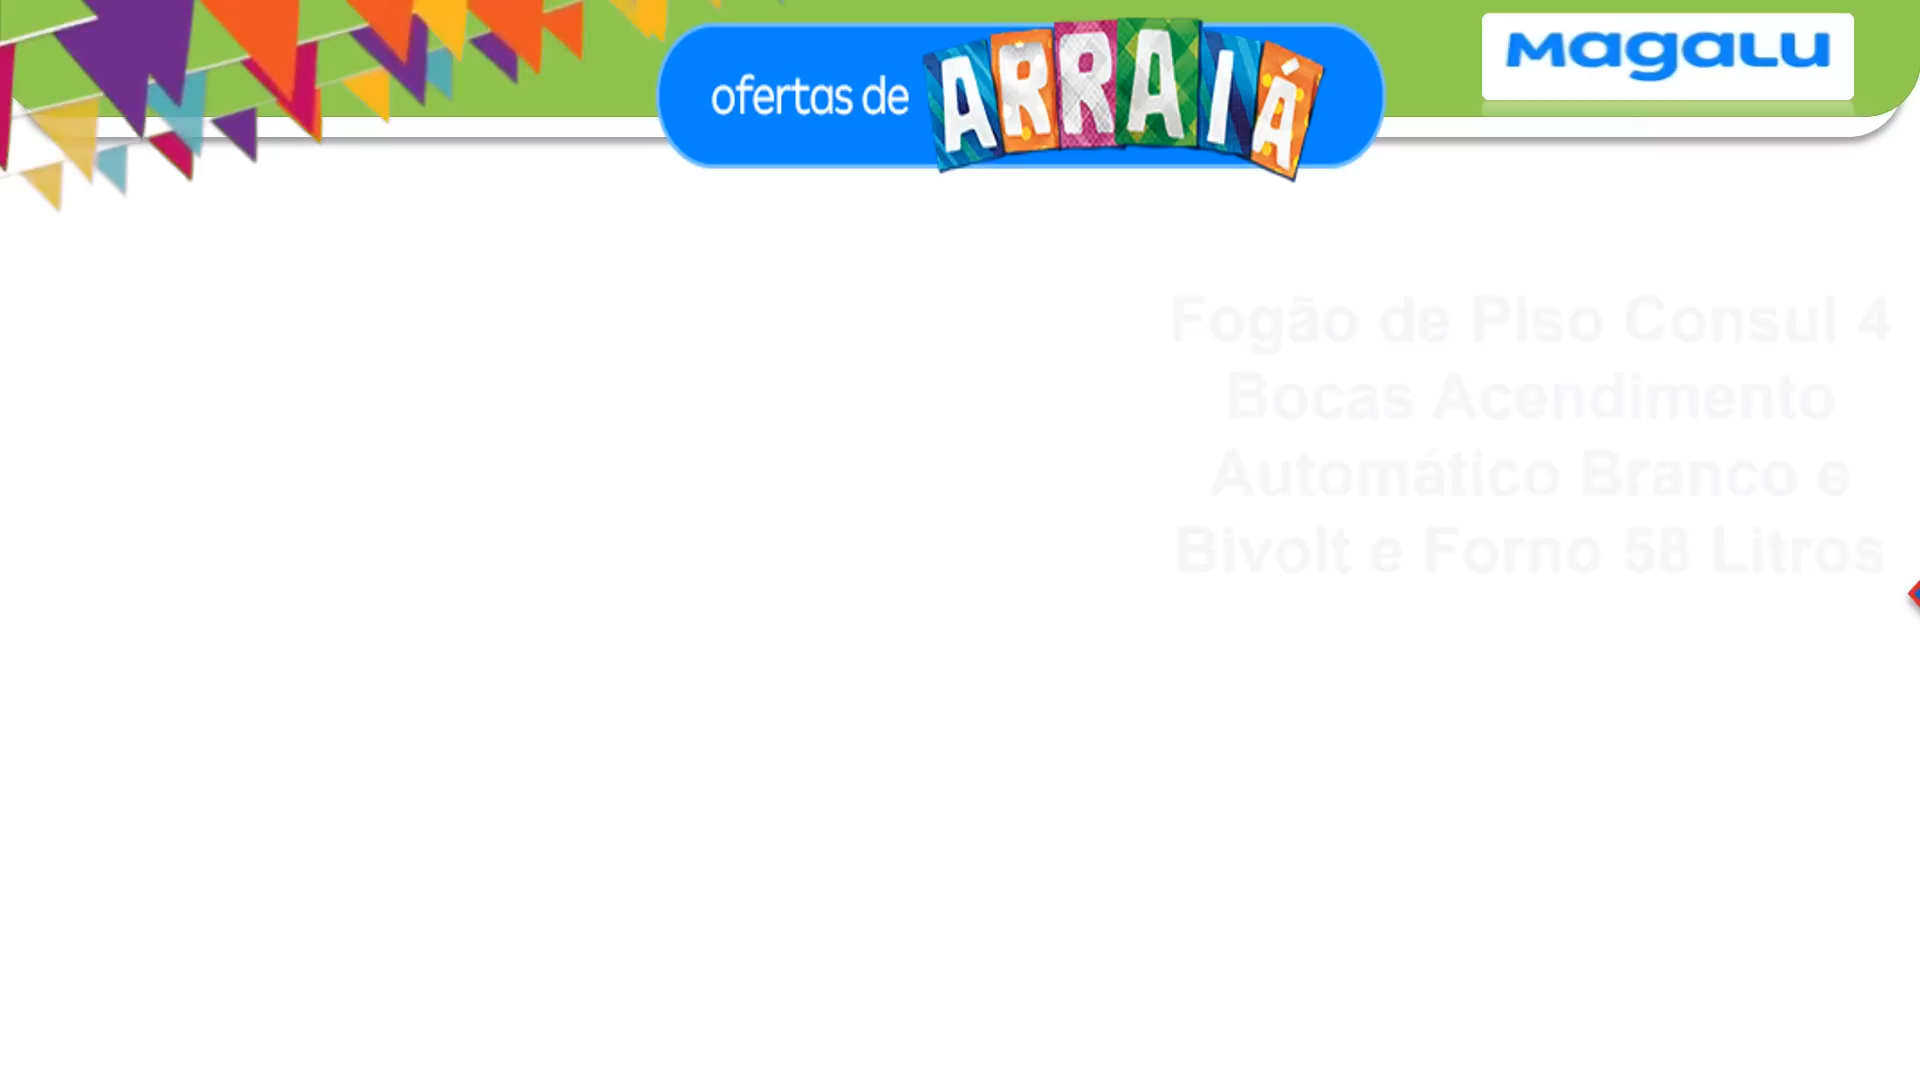 ofertas de ARRAIÁ
MAGALU
Fogão de Piso Consul 4
Bocas Acendimento
Automático Branco e
Bivolt e Forno 58 Litros